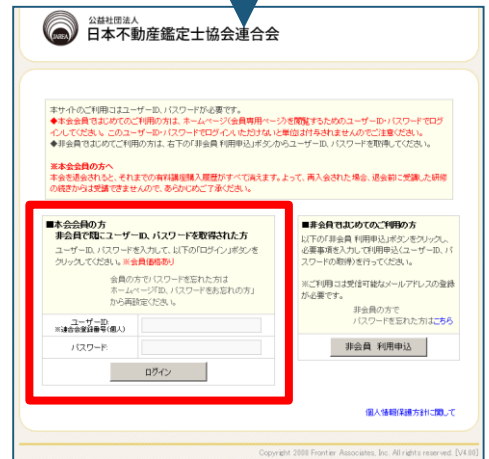 公益社団法人
JAREA
日本不動産鑑定士協会連合会
本サイトのご利用にはユーザーID、パスワードが必要です。
◆本会会員ではじめてのご利用の方は、ホームページ(会員専用ページ)を閲覧するためのユーザーID・パスワードでログ
インしてください。このユーザーID・パスワードでログインいただけないと単位は付与されませんのでご注意ください。
◆非会員ではじめてご利用の方は、右下の「非会員 利用申込」ボタンからユーザーID、パスワードを取得してください。
※本会会員の方へ
本会を退会されると、それまでの有料講座購入履歴がすべて消えます。よって、再入会された場合、退会前に受講した研修
の続きからは受講できませんので、あらかじめご了承ください。
■本会会員の方
非会員で既にユーザーID、パスワードを取得された方
ユーザーID、パスワードを入力して、以下の「ログイン」ボタンを
クリックしてください。※会員価格あり
会員の方でパスワードを忘れた方は
ホームページ「ID、パスワードをお忘れの方」
から再設定ください。
ユーザーID:
※連合会登録番号(個人)
パスワード:
ログイン
■非会員ではじめてのご利用の方
以下の「非会員 利用申込」ボタンをクリックし、
必要事項を入力して利用申込(ユーザーID、パ
スワードの取得)を行ってください。
※ご利用には受信可能なメールアドレスの登録
が必要です。
非会員の方で
パスワードを忘れた方はこちら
非会員 利用申込
個人情報保護方針に関して
Copyright 2008 Frontier Associates, Inc. All rights reserved. [V4.00]